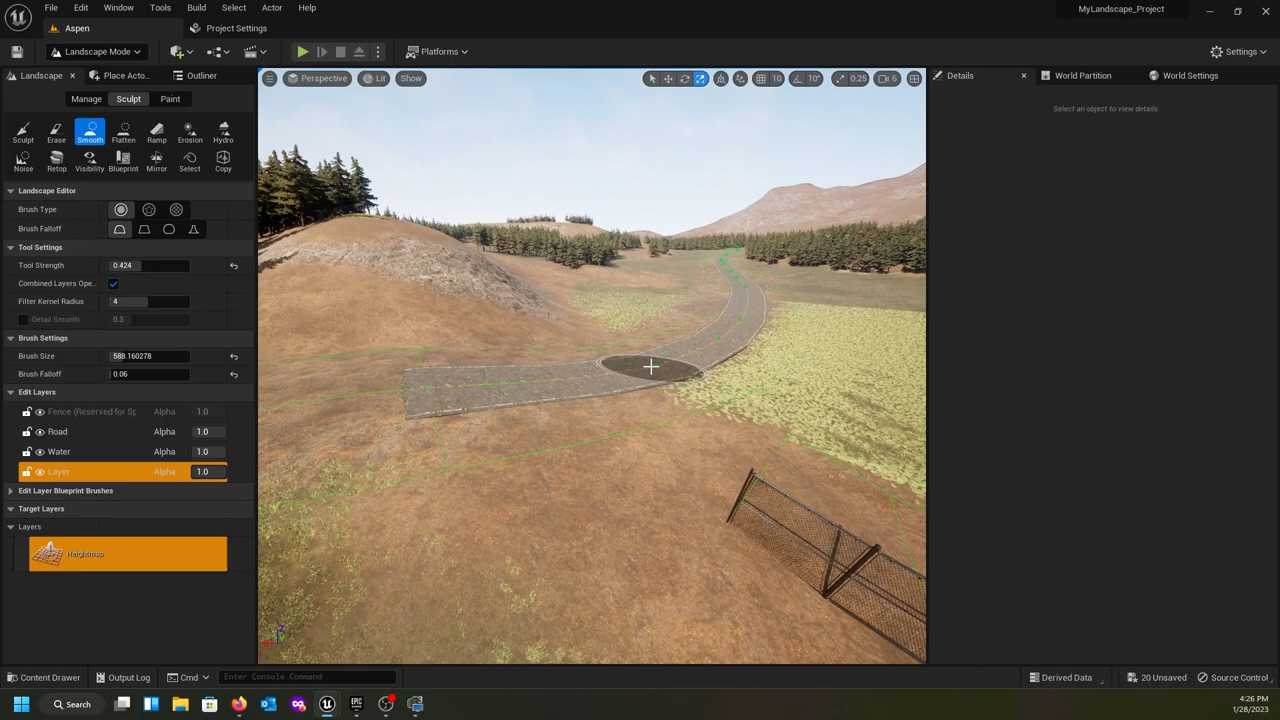 File Edit Window Tools Build Select Actor Help
MyLandscape_Project
Aspen
Project Settings
Landscape Mode
Platforms
Settings
Landscape
Place Acto...
Outliner
Perspective
Lit
Show
10
10°
0.25
6
Details
World Partition
World Settings
Manage
Sculpt
Paint
Select an object to view details.
Sculpt
Erase
Smooth
Flatten
Ramp
Erosion
Hydro
Noise
Retop
Visibility
Blueprint
Mirror
Select
Copy
Landscape Editor
Brush Type
Brush Falloff
Tool Settings
Tool Strength 0.424
Combined Layers Ope...
Filter Kernel Radius 4
Detail Smooth 0.3
Brush Settings
Brush Size 588.160278
Brush Falloff 0.06
Edit Layers
Fence (Reserved for Sp Alpha 1.0
Road Alpha 1.0
Water Alpha 1.0
Layer Alpha 1.0
Edit Layer Blueprint Brushes
Target Layers
Layers
Heightmap
Content Drawer
Output Log
Cmd
Enter Console Command
Derived Data
20 Unsaved
Source Control
Search
4:26 PM
1/28/2023